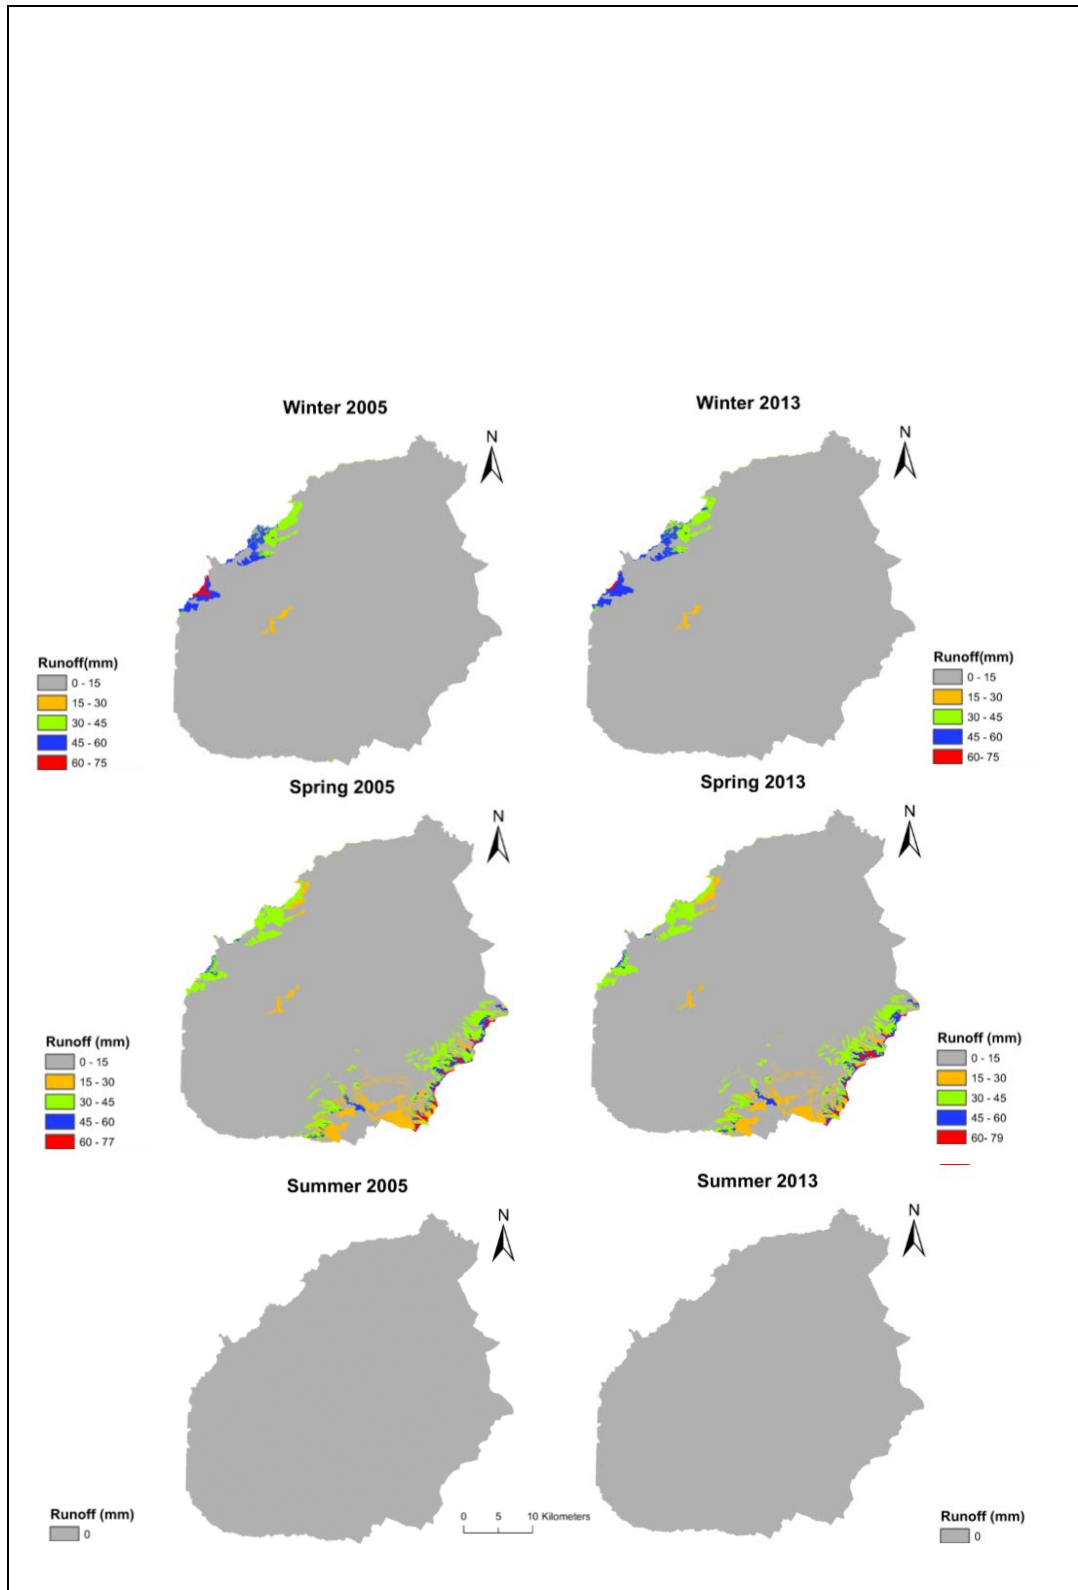 Winter 2005
Winter 2013
N
N
Runoff(mm)
0 - 15
15 - 30
30 - 45
45 - 60
60 - 75
Runoff(mm)
0 - 15
15 - 30
30 - 45
45 - 60
60- 75
Spring 2005
Spring 2013
N
N
Runoff (mm)
0 - 15
15 - 30
30 - 45
45 - 60
60 - 77
Runoff (mm)
0 - 15
15 - 30
30 - 45
45 - 60
60- 79
Summer 2005
Summer 2013
N
N
Runoff (mm)
0
0 5 10 Kilometers
Runoff (mm)
0